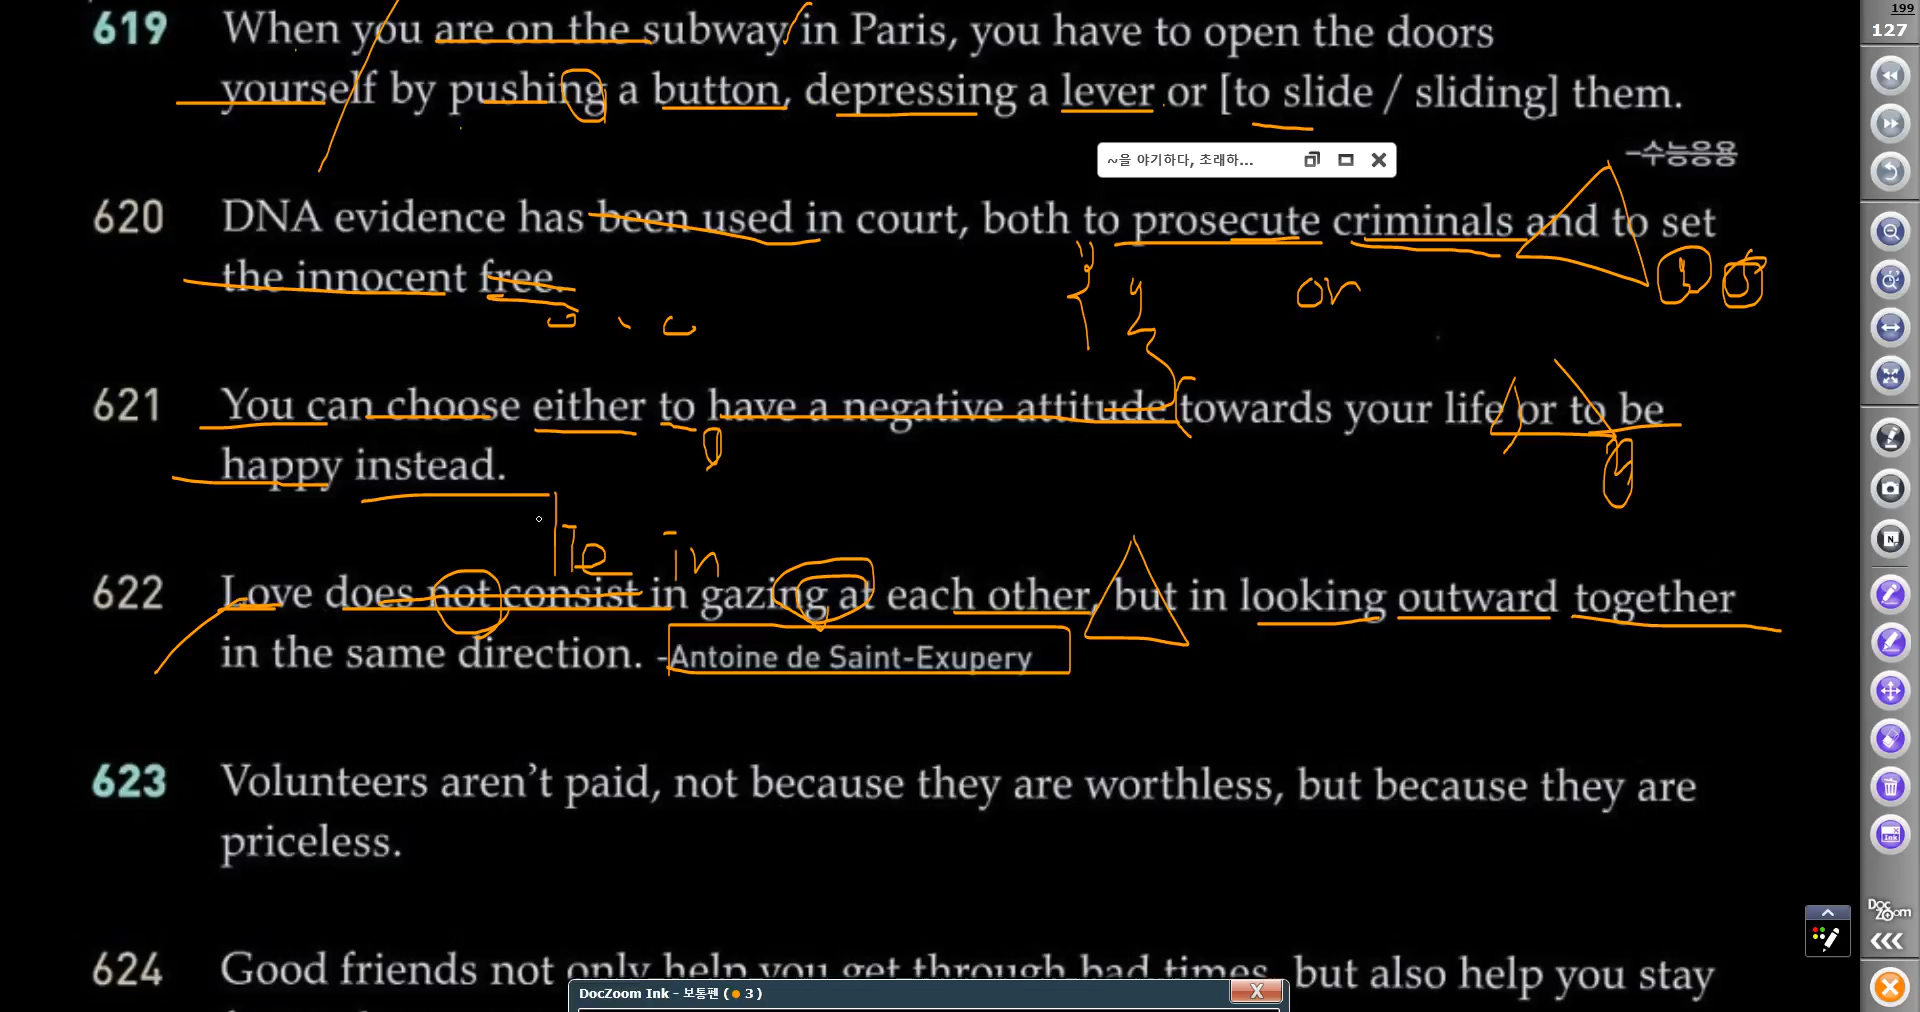 199
127
619 When you are on the subway in Paris, you have to open the doors
yourself by pushing a button, depressing a lever or [to slide / sliding] them.
~을 야기하다, 초래하...
-수능응용
620 DNA evidence has been used in court, both to prosecute criminals and to set
the innocent free.
or
621 You can choose either to have a negative attitude towards your life or to be
happy instead.
lie in
622 Love does not consist in gazing at each other, but in looking outward together
in the same direction. -Antoine de Saint-Exupery
623 Volunteers aren't paid, not because they are worthless, but because they are
priceless.
DocZoom
624 Good friends not only help you get through bad times, but also help you stay
DocZoom Ink - 보통펜 ( 3 )